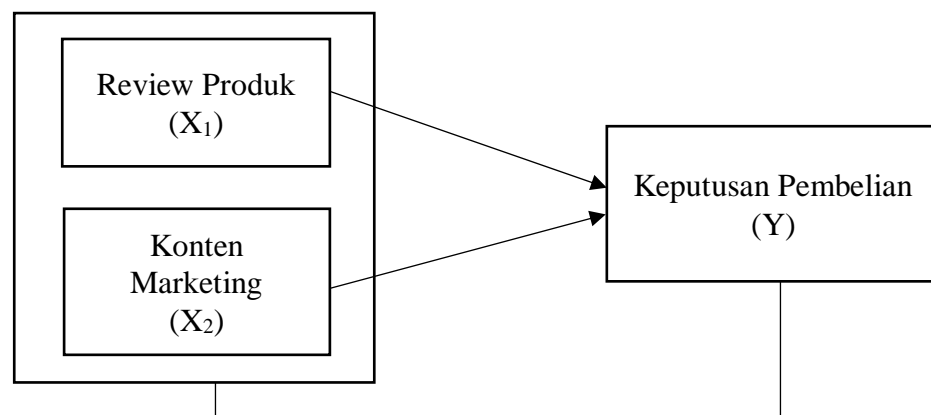 Review Produk
(X₁)
Keputusan Pembelian
(Y)
Konten
Marketing
(X₂)